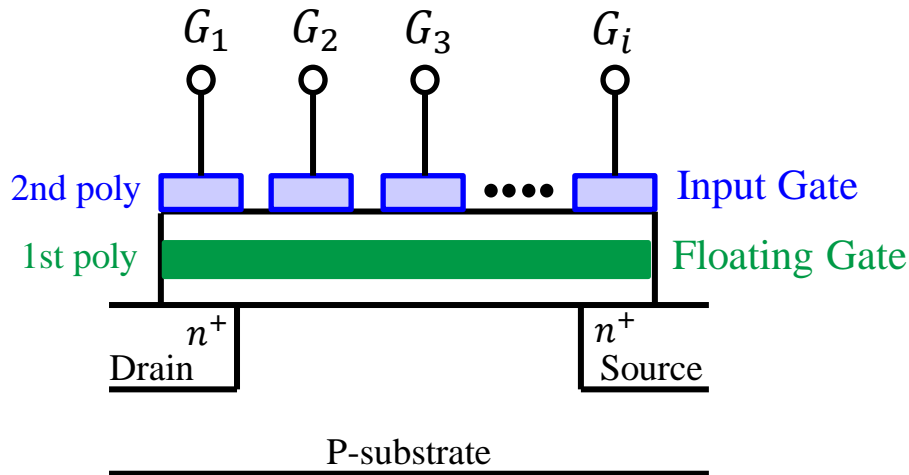 G₁ G₂ G₃ Gᵢ
2nd poly Input Gate
1st poly Floating Gate
n⁺ n⁺
Drain Source
P-substrate